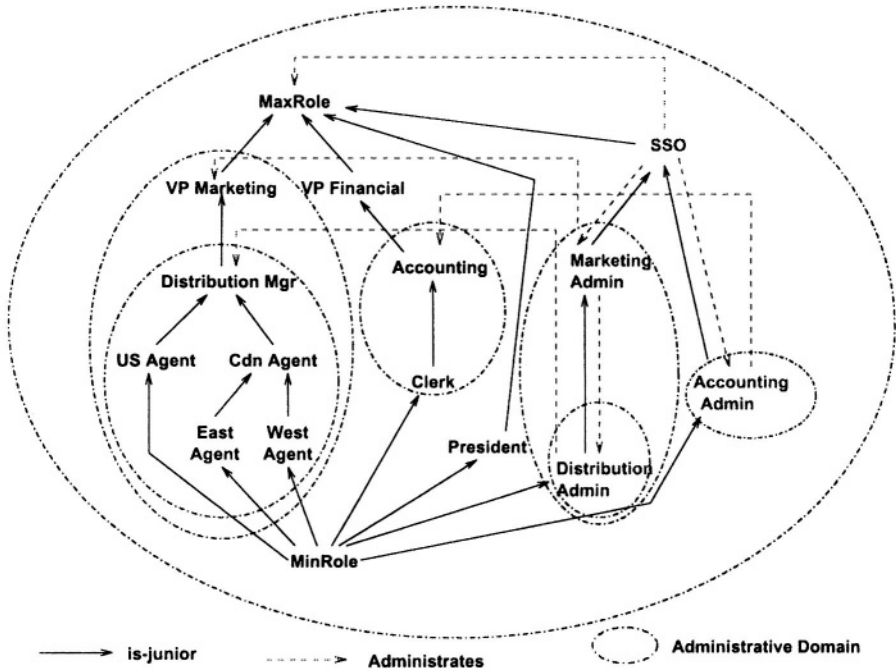 MaxRole
SSO
VP Marketing
VP Financial
Distribution Mgr
Accounting
Marketing
Admin
US Agent
Cdn Agent
Clerk
Accounting
Admin
East
Agent
West
Agent
President
Distribution
Admin
MinRole
is-junior
Administrates
Administrative Domain